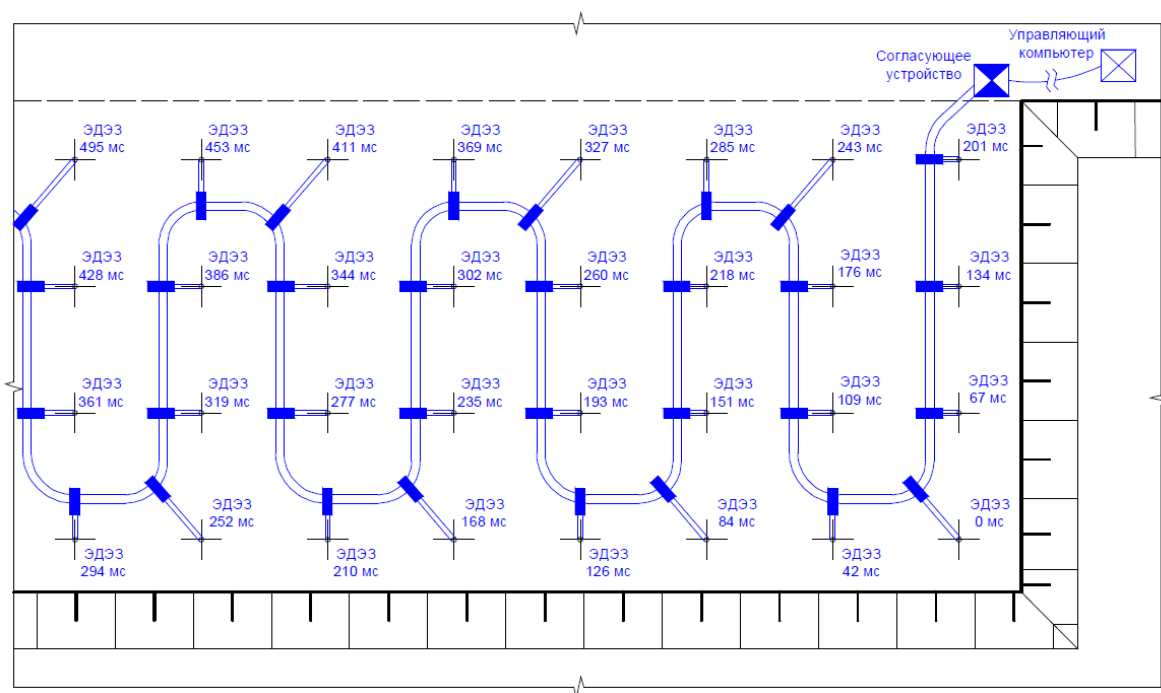 Управляющий
компьютер
Согласующее
устройство
ЭДЭЗ
495 мс
ЭДЭЗ
453 мс
ЭДЭЗ
411 мс
ЭДЭЗ
369 мс
ЭДЭЗ
327 мс
ЭДЭЗ
285 мс
ЭДЭЗ
243 мс
ЭДЭЗ
201 мс
ЭДЭЗ
428 мс
ЭДЭЗ
386 мс
ЭДЭЗ
344 мс
ЭДЭЗ
302 мс
ЭДЭЗ
260 мс
ЭДЭЗ
218 мс
ЭДЭЗ
176 мс
ЭДЭЗ
134 мс
ЭДЭЗ
361 мс
ЭДЭЗ
319 мс
ЭДЭЗ
277 мс
ЭДЭЗ
235 мс
ЭДЭЗ
193 мс
ЭДЭЗ
151 мс
ЭДЭЗ
109 мс
ЭДЭЗ
67 мс
ЭДЭЗ
252 мс
ЭДЭЗ
168 мс
ЭДЭЗ
84 мс
ЭДЭЗ
0 мс
ЭДЭЗ
294 мс
ЭДЭЗ
210 мс
ЭДЭЗ
126 мс
ЭДЭЗ
42 мс